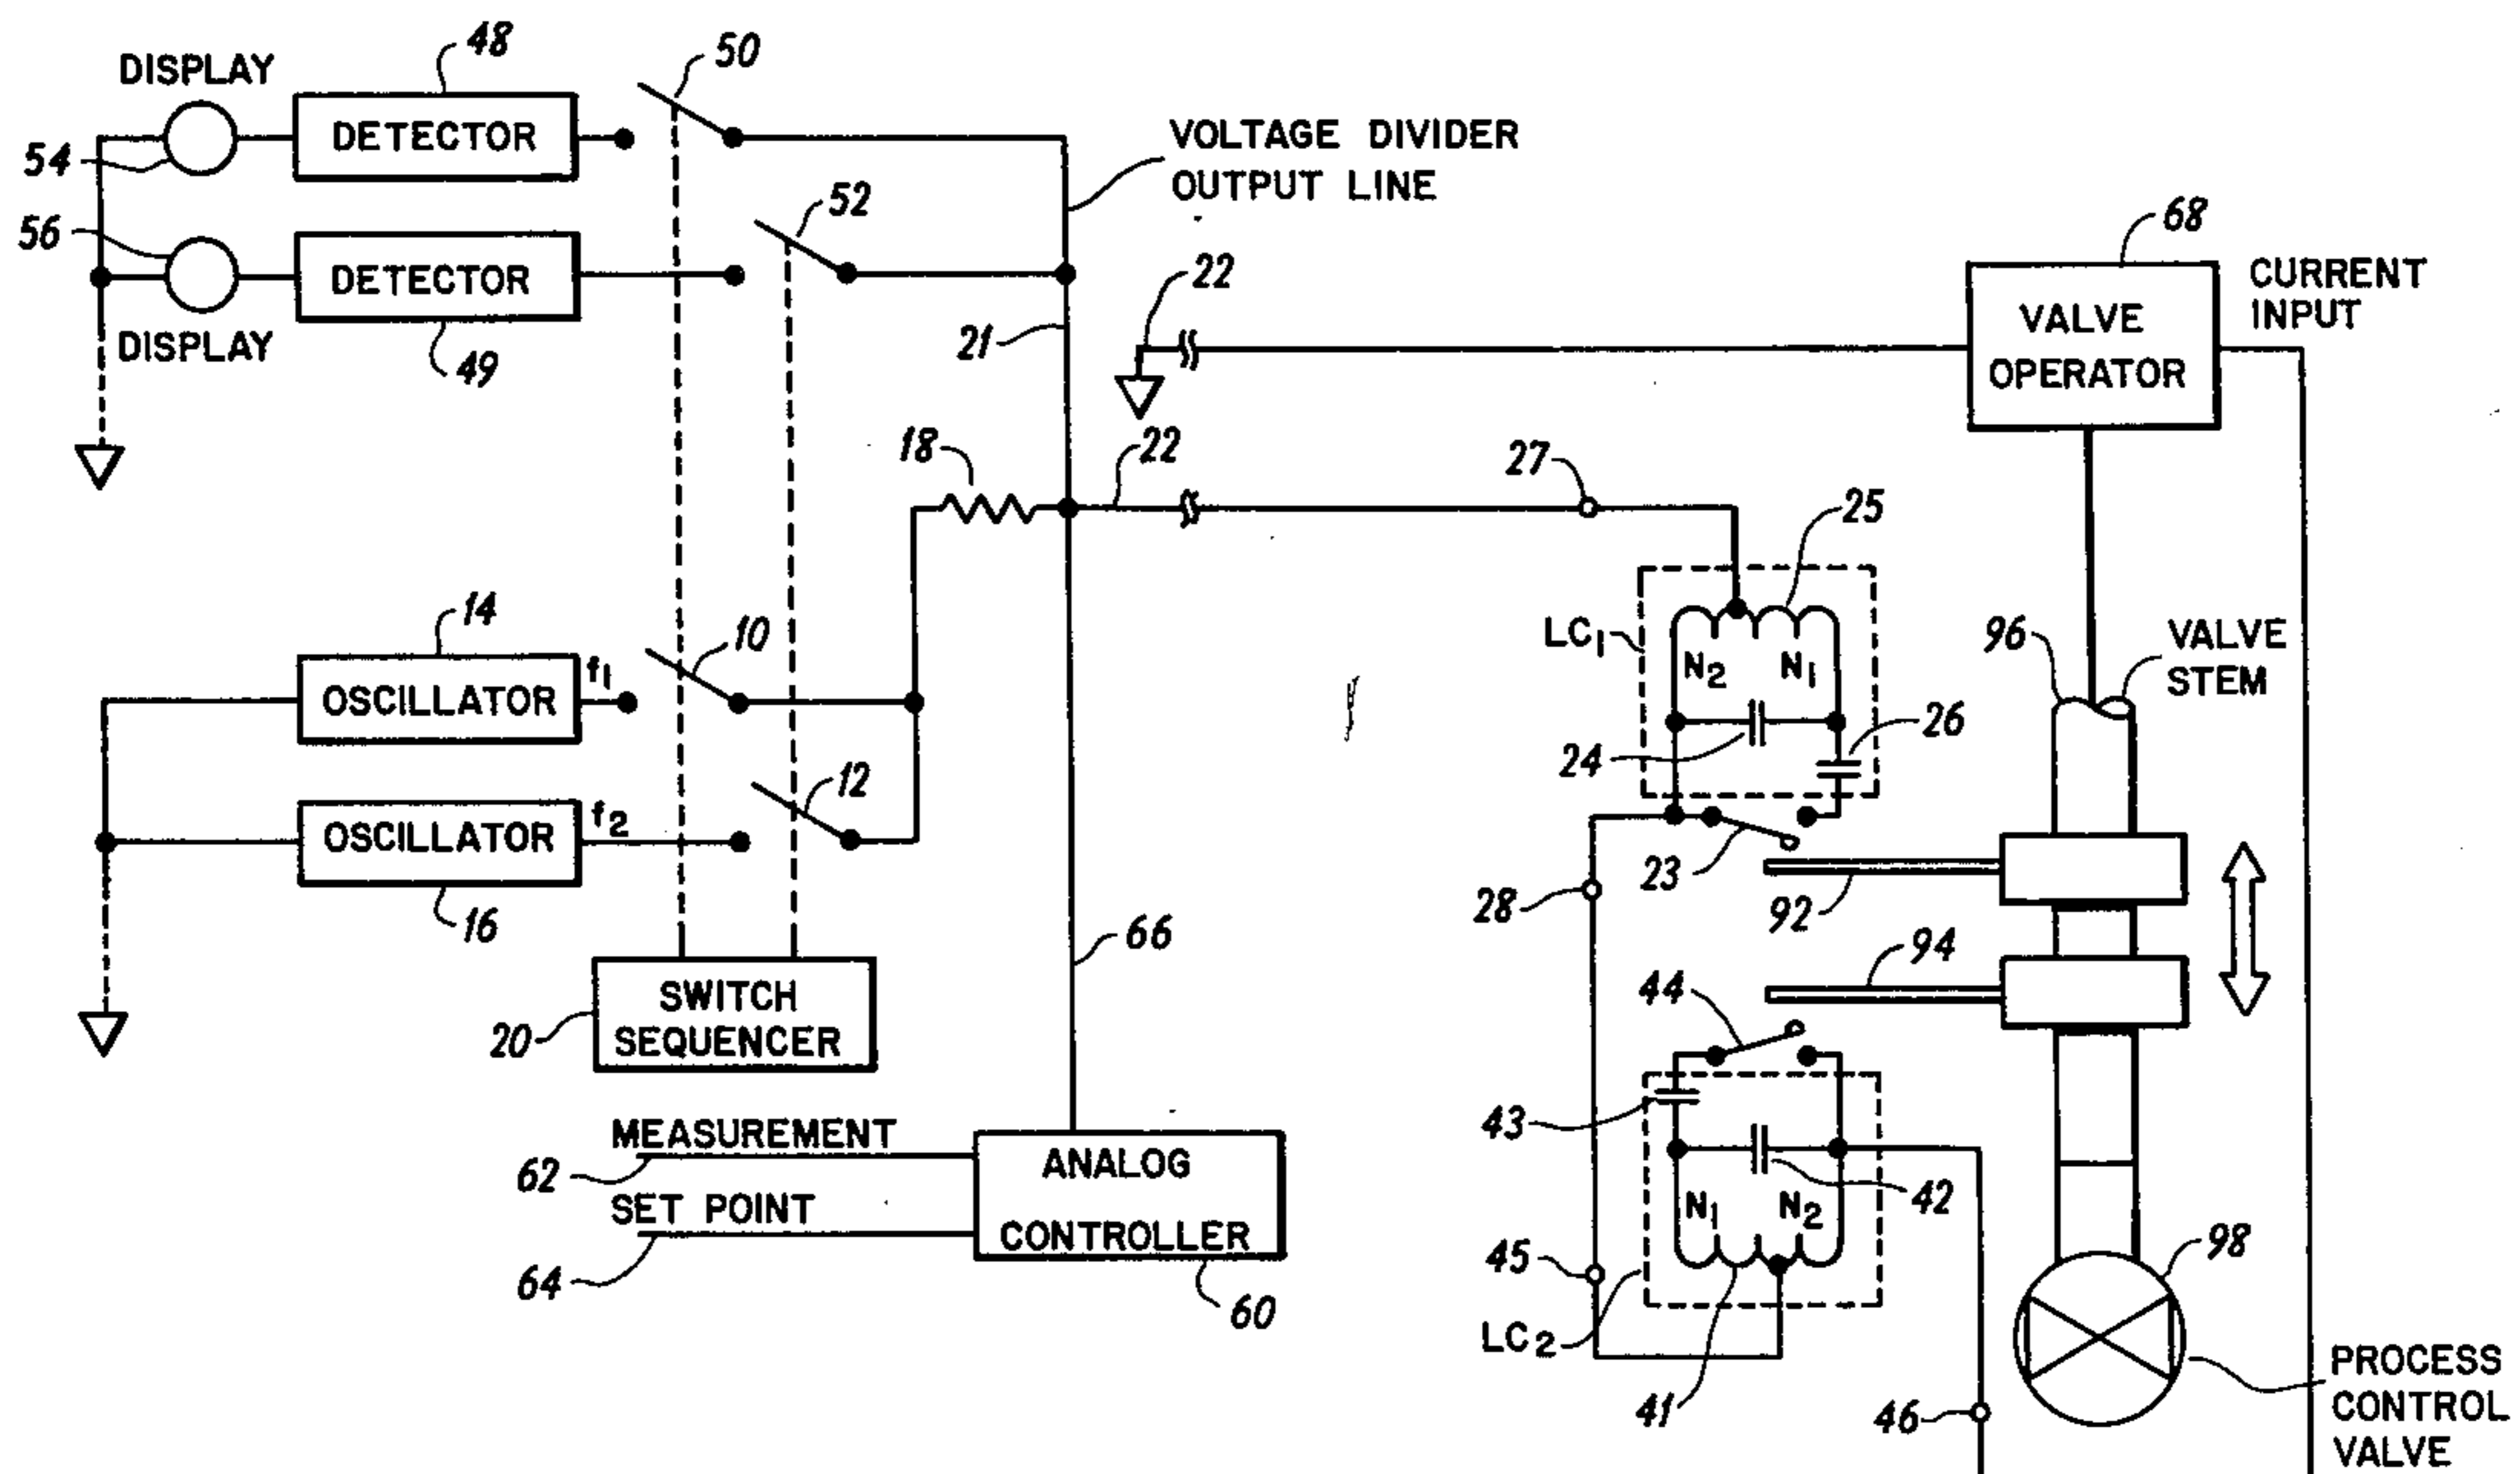 DISPLAY
48
50
DETECTOR
54
VOLTAGE DIVIDER
OUTPUT LINE
52
56
DETECTOR
DISPLAY
49
21
22
68
VALVE
OPERATOR
CURRENT
INPUT
18
22
27
25
14
OSCILLATOR
f1
10
LC1
N2
N1
24
26
96
VALVE
STEM
OSCILLATOR
f2
12
16
23
28
92
66
94
SWITCH
SEQUENCER
20
44
43
MEASUREMENT
62
SET POINT
64
ANALOG
CONTROLLER
60
N1
N2
42
45
LC2
41
46
98
PROCESS
CONTROL
VALVE